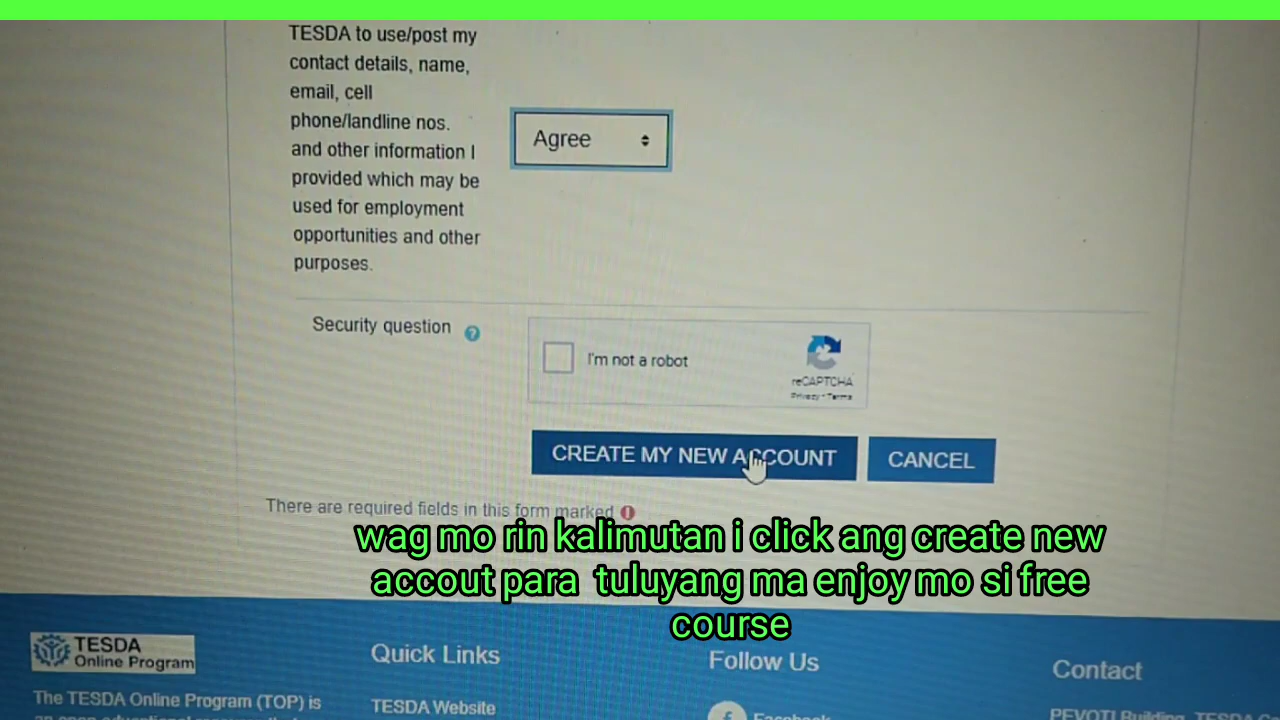 TESDA to use/post my
contact details, name,
email, cell
phone/landline nos.
and other information I
provided which may be
used for employment
opportunities and other
purposes.
Agree
Security question
I'm not a robot
reCAPTCHA
Privacy - Terms
CREATE MY NEW ACCOUNT
CANCEL
There are required fields in this form marked
wag mo rin kalimutan i click ang create new
accout para tuluyang ma enjoy mo si free
course
TESDA
Online Program
The TESDA Online Program (TOP) is
Quick Links
TESDA Website
Follow Us
Facebook
Contact